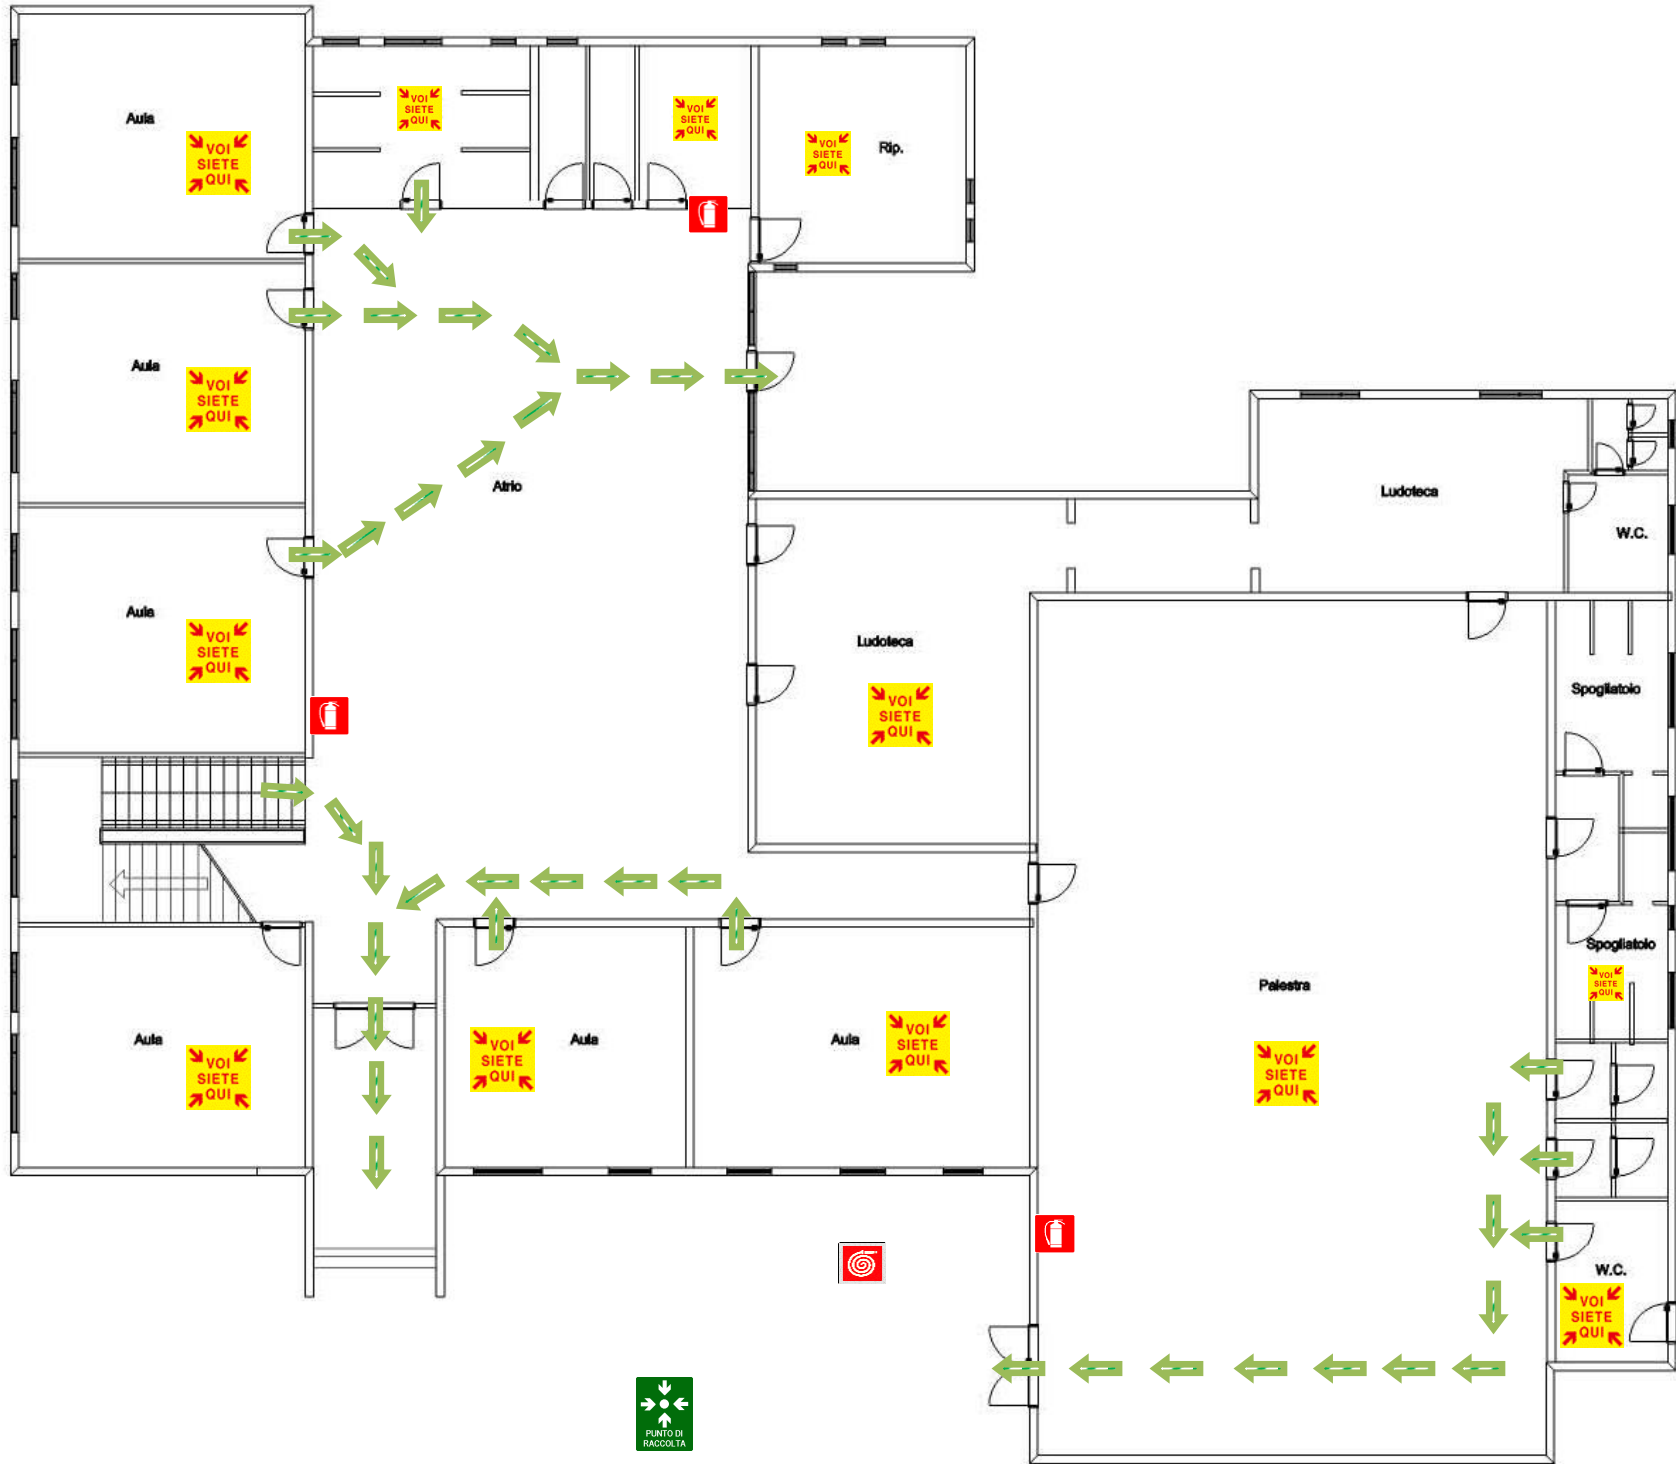 VOI
SIETE
QUI
VOI
SIETE
QUI
Aula
VOI
SIETE
QUI
Rip.
VOI
SIETE
QUI
Aula
VOI
SIETE
QUI
Atrio
Ludoteca
W.C.
Aula
VOI
SIETE
QUI
Ludoteca
VOI
SIETE
QUI
Spogliatoio
Spogliatoio
VOI
SIETE
QUI
Palestra
VOI
SIETE
QUI
Aula
VOI
SIETE
QUI
Aula
VOI
SIETE
QUI
Aula
VOI
SIETE
QUI
W.C.
VOI
SIETE
QUI
PUNTO DI
RACCOLTA